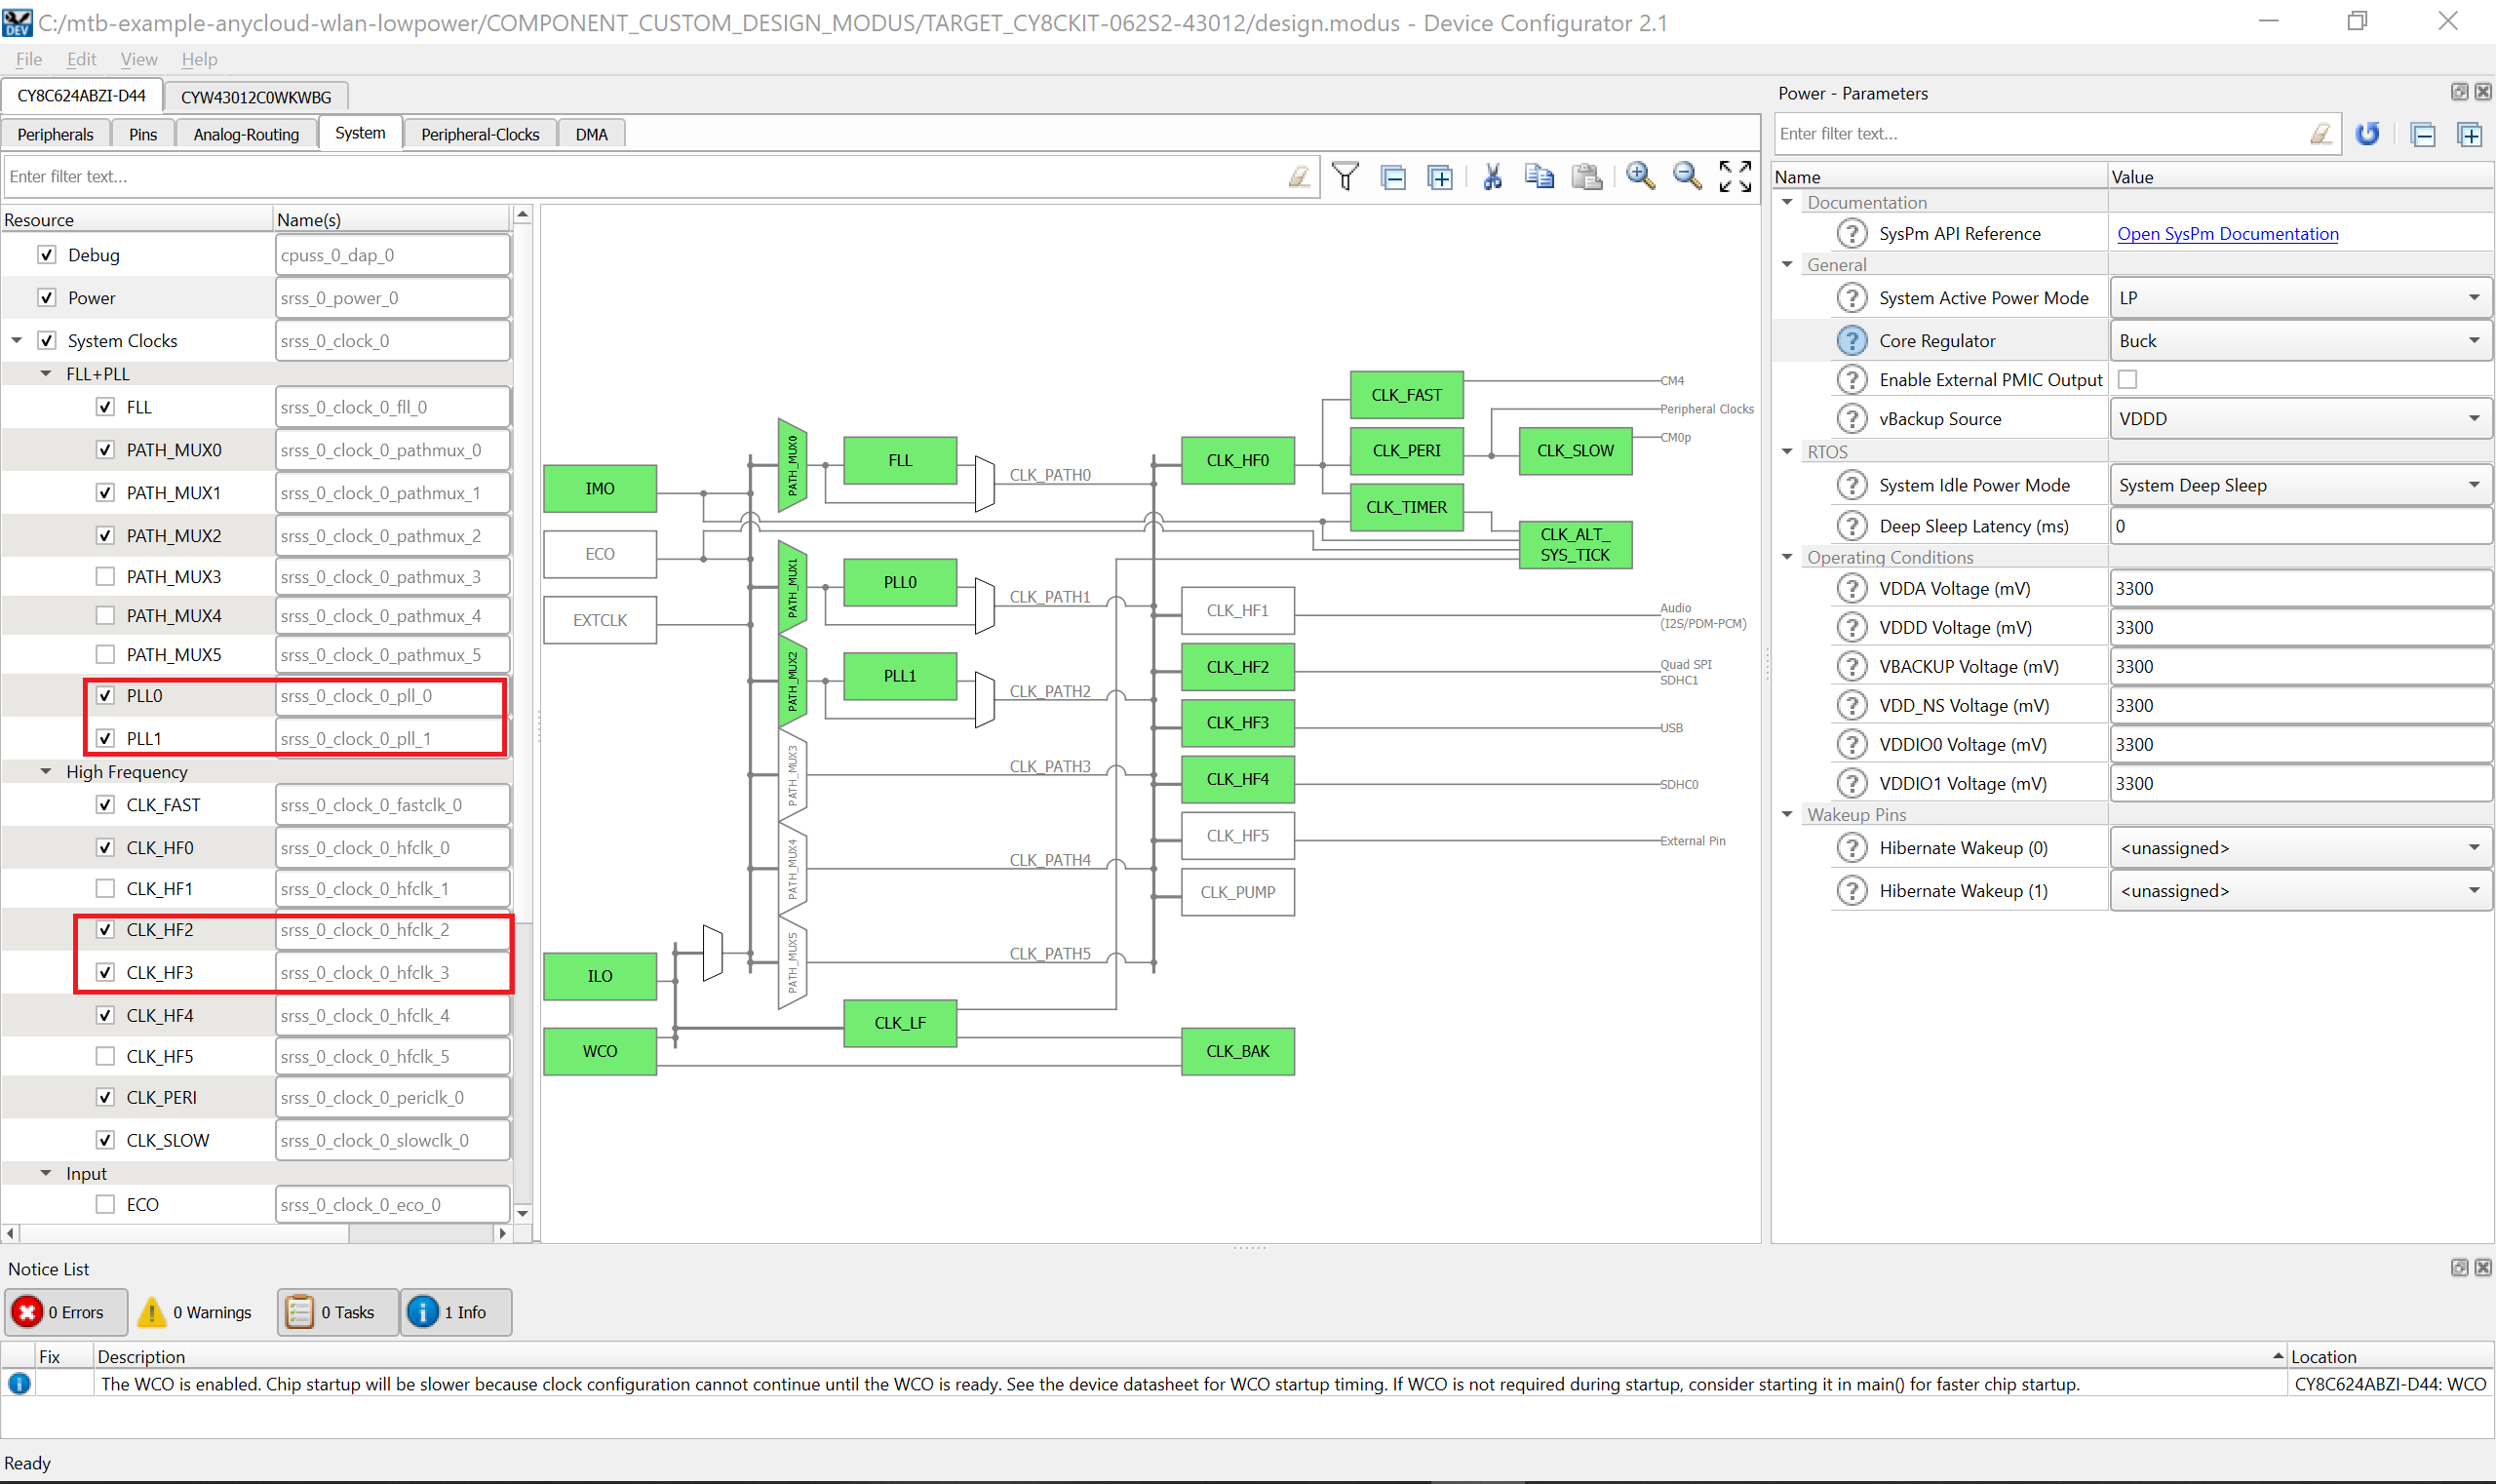 C:/mtb-example-anycloud-wlan-lowpower/COMPONENT_CUSTOM_DESIGN_MODUS/TARGET_CY8CKIT-062S2-43012/design.modus - Device Configurator 2.1
File Edit View Help
CY8C624ABZI-D44 CYW43012C0WKWBG
Peripherals Pins Analog-Routing System Peripheral-Clocks DMA
Enter filter text...
Resource Name(s)
Debug cpuss_0_dap_0
Power srss_0_power_0
System Clocks srss_0_clock_0
FLL+PLL
FLL srss_0_clock_0_fll_0
PATH_MUX0 srss_0_clock_0_pathmux_0
PATH_MUX1 srss_0_clock_0_pathmux_1
PATH_MUX2 srss_0_clock_0_pathmux_2
PATH_MUX3 srss_0_clock_0_pathmux_3
PATH_MUX4 srss_0_clock_0_pathmux_4
PATH_MUX5 srss_0_clock_0_pathmux_5
PLL0 srss_0_clock_0_pll_0
PLL1 srss_0_clock_0_pll_1
High Frequency
CLK_FAST srss_0_clock_0_fastclk_0
CLK_HF0 srss_0_clock_0_hfclk_0
CLK_HF1 srss_0_clock_0_hfclk_1
CLK_HF2 srss_0_clock_0_hfclk_2
CLK_HF3 srss_0_clock_0_hfclk_3
CLK_HF4 srss_0_clock_0_hfclk_4
CLK_HF5 srss_0_clock_0_hfclk_5
CLK_PERI srss_0_clock_0_periclk_0
CLK_SLOW srss_0_clock_0_slowclk_0
Input
ECO srss_0_clock_0_eco_0
IMO
ECO
EXTCLK
ILO
WCO
PATH_MUX0
PATH_MUX1
PATH_MUX2
PATH_MUX3
PATH_MUX4
PATH_MUX5
FLL
PLL0
PLL1
CLK_LF
CLK_PATH0
CLK_PATH1
CLK_PATH2
CLK_PATH3
CLK_PATH4
CLK_PATH5
CLK_HF0
CLK_HF1
CLK_HF2
CLK_HF3
CLK_HF4
CLK_HF5
CLK_PUMP
CLK_BAK
CLK_FAST
CLK_PERI
CLK_TIMER
CLK_SLOW
CLK_ALT_
SYS_TICK
CM4
Peripheral Clocks
CM0p
Audio
(I2S/PDM-PCM)
Quad SPI
SDHC1
USB
SDHC0
External Pin
Power - Parameters
Enter filter text...
Name Value
Documentation
SysPm API Reference Open SysPm Documentation
General
System Active Power Mode LP
Core Regulator Buck
Enable External PMIC Output
vBackup Source VDDD
RTOS
System Idle Power Mode System Deep Sleep
Deep Sleep Latency (ms) 0
Operating Conditions
VDDA Voltage (mV) 3300
VDDD Voltage (mV) 3300
VBACKUP Voltage (mV) 3300
VDD_NS Voltage (mV) 3300
VDDIO0 Voltage (mV) 3300
VDDIO1 Voltage (mV) 3300
Wakeup Pins
Hibernate Wakeup (0) <unassigned>
Hibernate Wakeup (1) <unassigned>
Notice List
0 Errors 0 Warnings 0 Tasks 1 Info
Fix Description Location
The WCO is enabled. Chip startup will be slower because clock configuration cannot continue until the WCO is ready. See the device datasheet for WCO startup timing. If WCO is not required during startup, consider starting it in main() for faster chip startup. CY8C624ABZI-D44: WCO
Ready